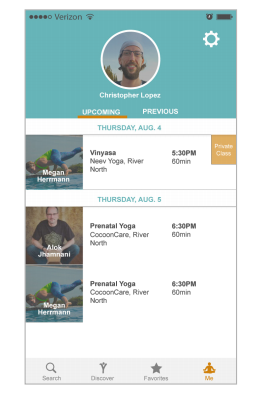 Verizon
Christopher Lopez
UPCOMING PREVIOUS
THURSDAY, AUG. 4
Vinyasa 5:30PM
Neev Yoga, River 60min
North
Megan
Herrmann
Private
Class
THURSDAY, AUG. 5
Prenatal Yoga 6:30PM
CocoonCare, River 60min
North
Alok
Jhamnani
Prenatal Yoga 6:30PM
CocoonCare, River 60min
North
Megan
Herrmann
Search Discover Favorites Me